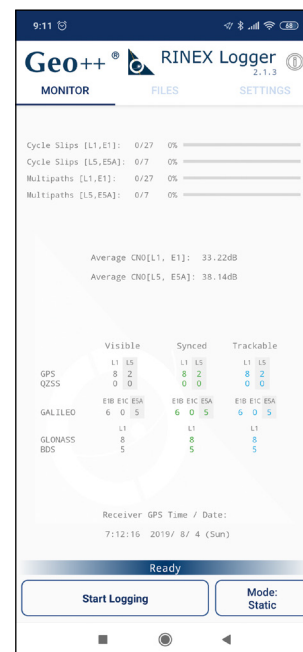 9:11 68
Geo++ ® RINEX Logger
2.1.3
MONITOR FILES SETTINGS
Cycle Slips [L1,E1]: 0/27 0%
Cycle Slips [L5,E5A]: 0/7 0%
Multipaths [L1,E1]: 0/27 0%
Multipaths [L5,E5A]: 0/7 0%
Average CN0[L1, E1]: 33.22dB
Average CN0[L5, E5A]: 38.14dB
Visible Synced Trackable
L1 L5 L1 L5 L1 L5
GPS 8 2 8 2 8 2
QZSS 0 0 0 0 0 0
E1B E1C E5A E1B E1C E5A E1B E1C E5A
GALILEO 6 0 5 6 0 5 6 0 5
L1 L1 L1
GLONASS 8 8 8
BDS 5 5 5
Receiver GPS Time / Date:
7:12:16 2019/ 8/ 4 (Sun)
Ready
Start Logging Mode:
Static